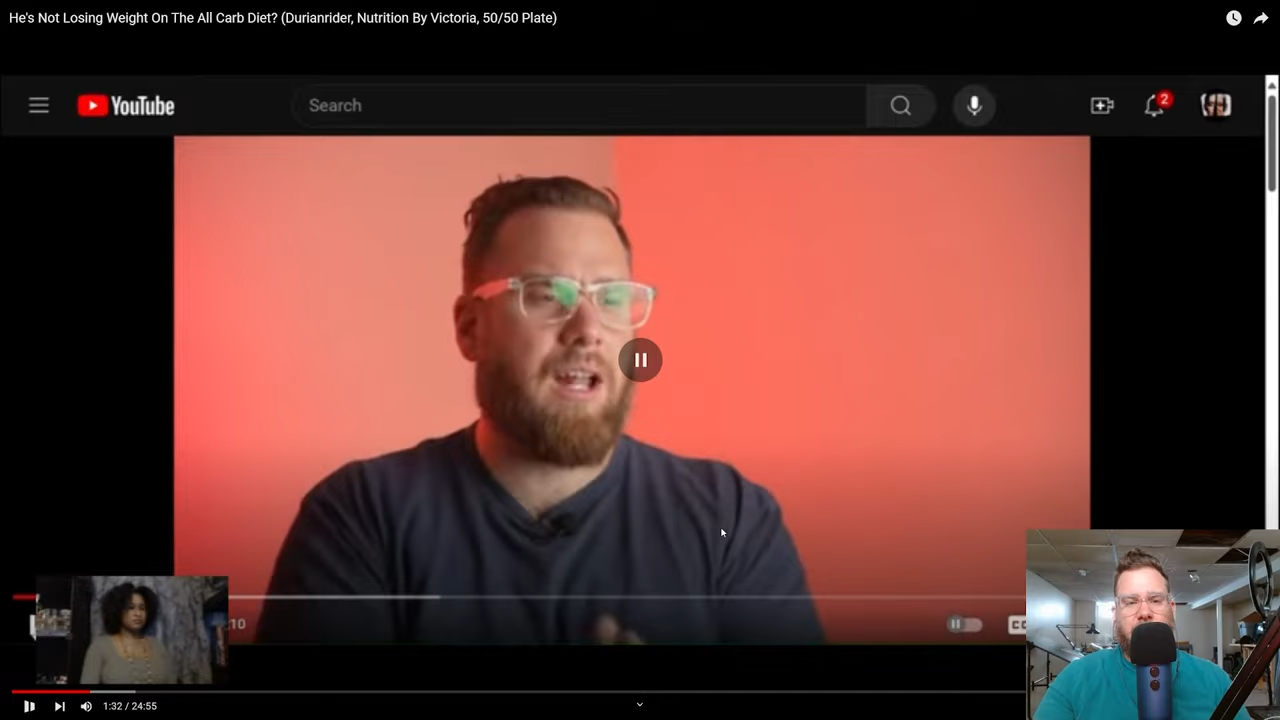 He's Not Losing Weight On The All Carb Diet? (Durianrider, Nutrition By Victoria, 50/50 Plate)
YouTube
Search
2
10
CC
1:32 / 24:55